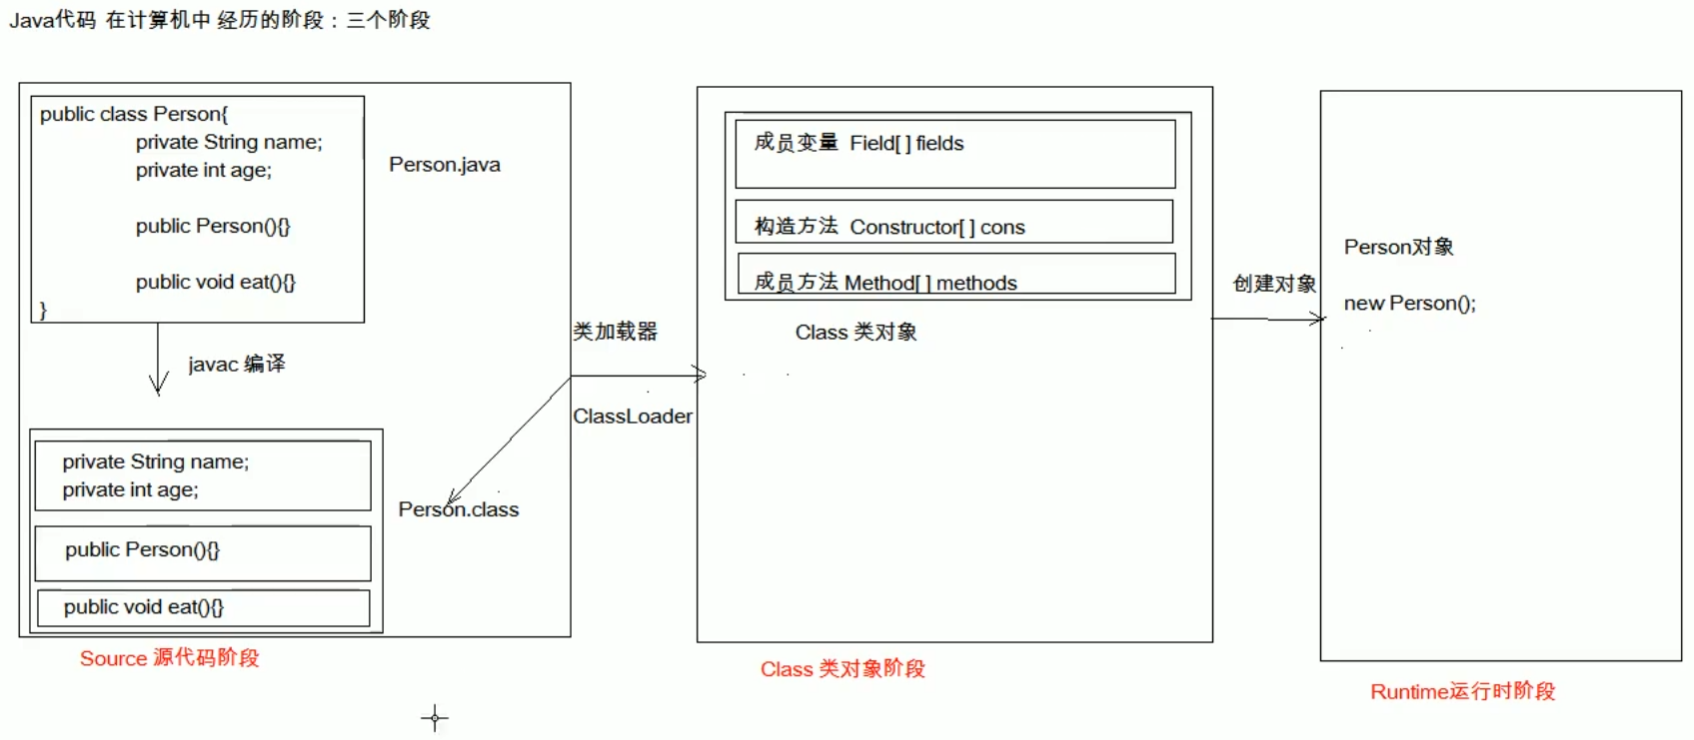 Java代码 在计算机中 经历的阶段：三个阶段
public class Person{
private String name;
private int age;
public Person(){}
public void eat(){}
}
Person.java
javac 编译
private String name;
private int age;
public Person(){}
public void eat(){}
Person.class
Source 源代码阶段
类加载器
ClassLoader
成员变量 Field[ ] fields
构造方法 Constructor[ ] cons
成员方法 Method[ ] methods
Class 类对象
Class 类对象阶段
创建对象
Person对象
new Person();
Runtime运行时阶段